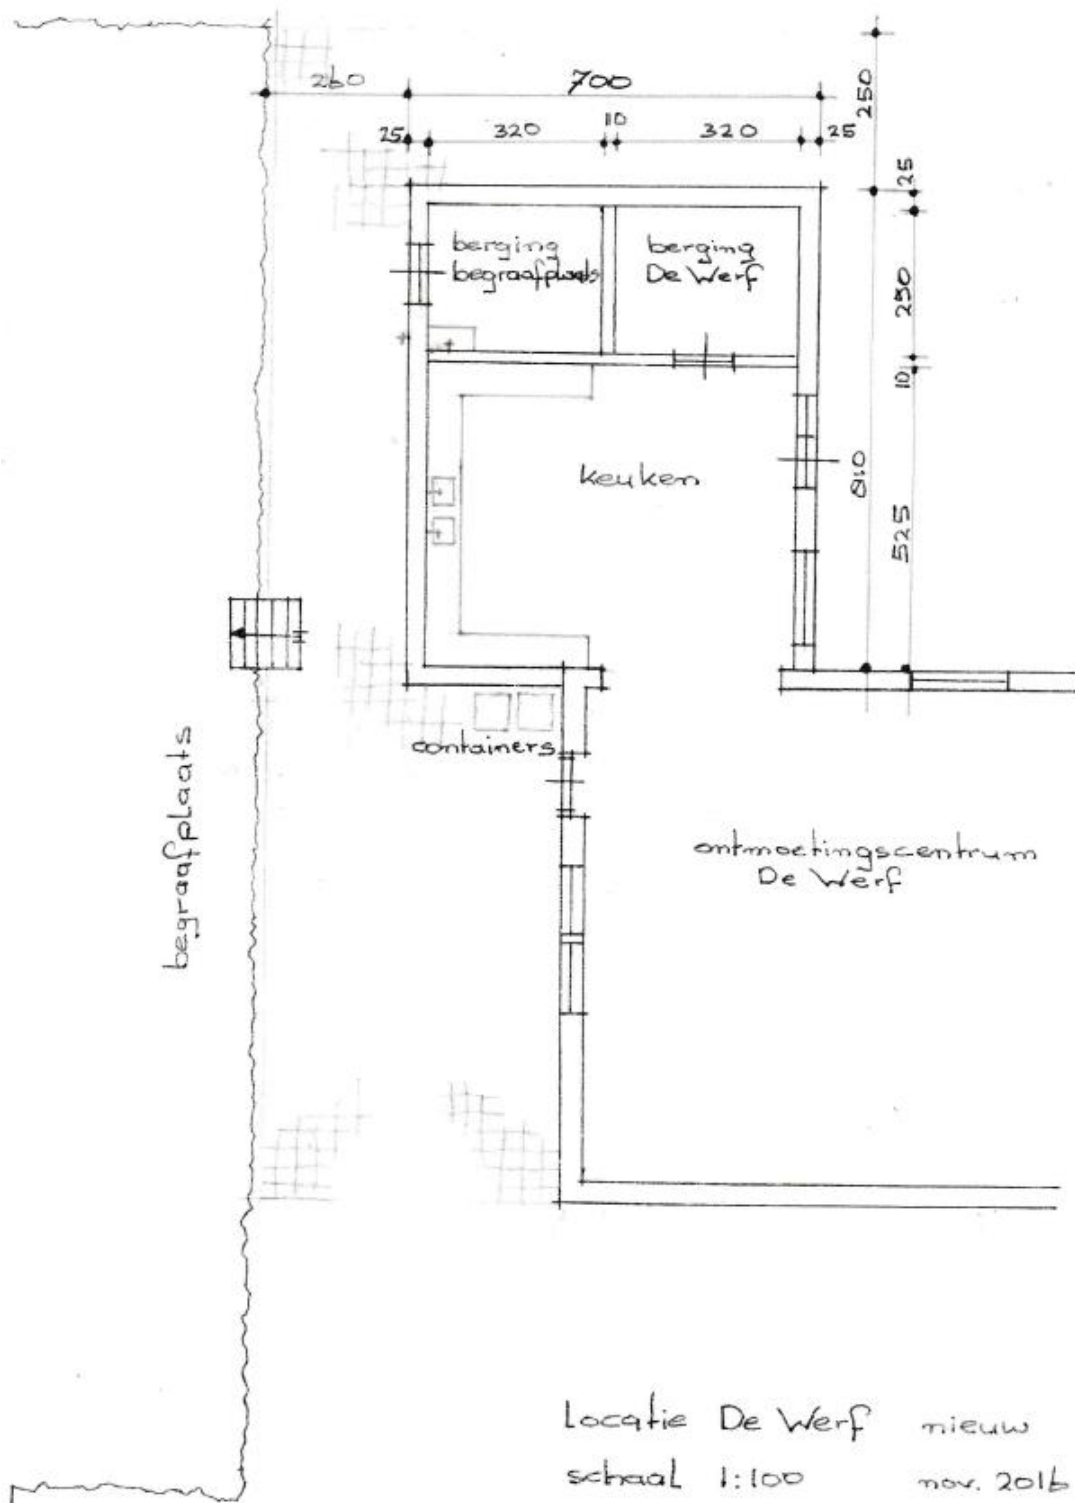 260
700
250
25
320
10
320
25
25
berging
begraafplaats
berging
De Werf
250
10
keuken
810
525
containers
begraafplaats
ontmoetingscentrum
De Werf
Locatie De Werf nieuw
schaal 1:100 nov. 2016